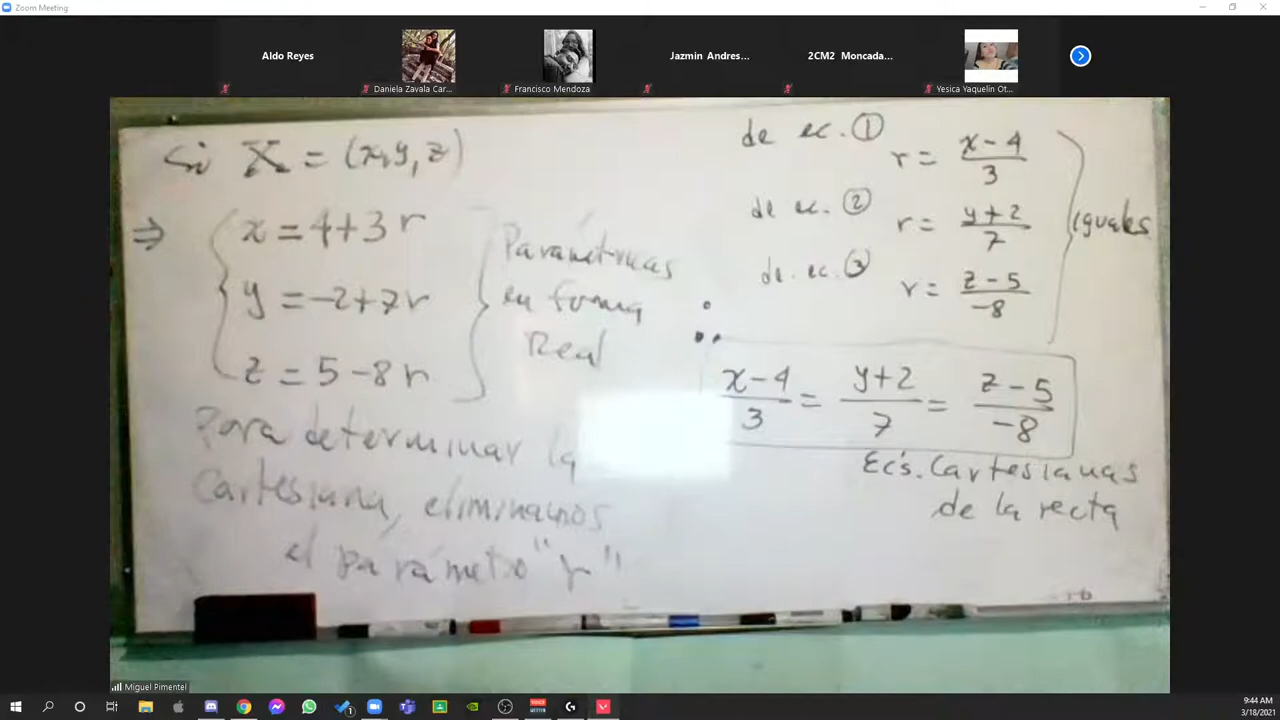 Zoom Meeting
Aldo Reyes
Daniela Zavala Car...
Francisco Mendoza
Jazmin Andres...
2CM2 Moncada...
Yesica Yaquelin Ot...
Si X = (x,y,z)
⇒ x = 4+3r
y = -2+7r
z = 5-8r
Paramétricas
en forma
Real
Para determinar la
Cartesiana, eliminamos
el parámetro "r"
de ec. ①
r = x-4/3
de ec. ②
r = y+2/7
de. ec. ③
r = z-5/-8
iguales
∴ x-4/3 = y+2/7 = z-5/-8
Ec's. Cartesianas
de la recta
Miguel Pimentel
9:44 AM
3/18/2021